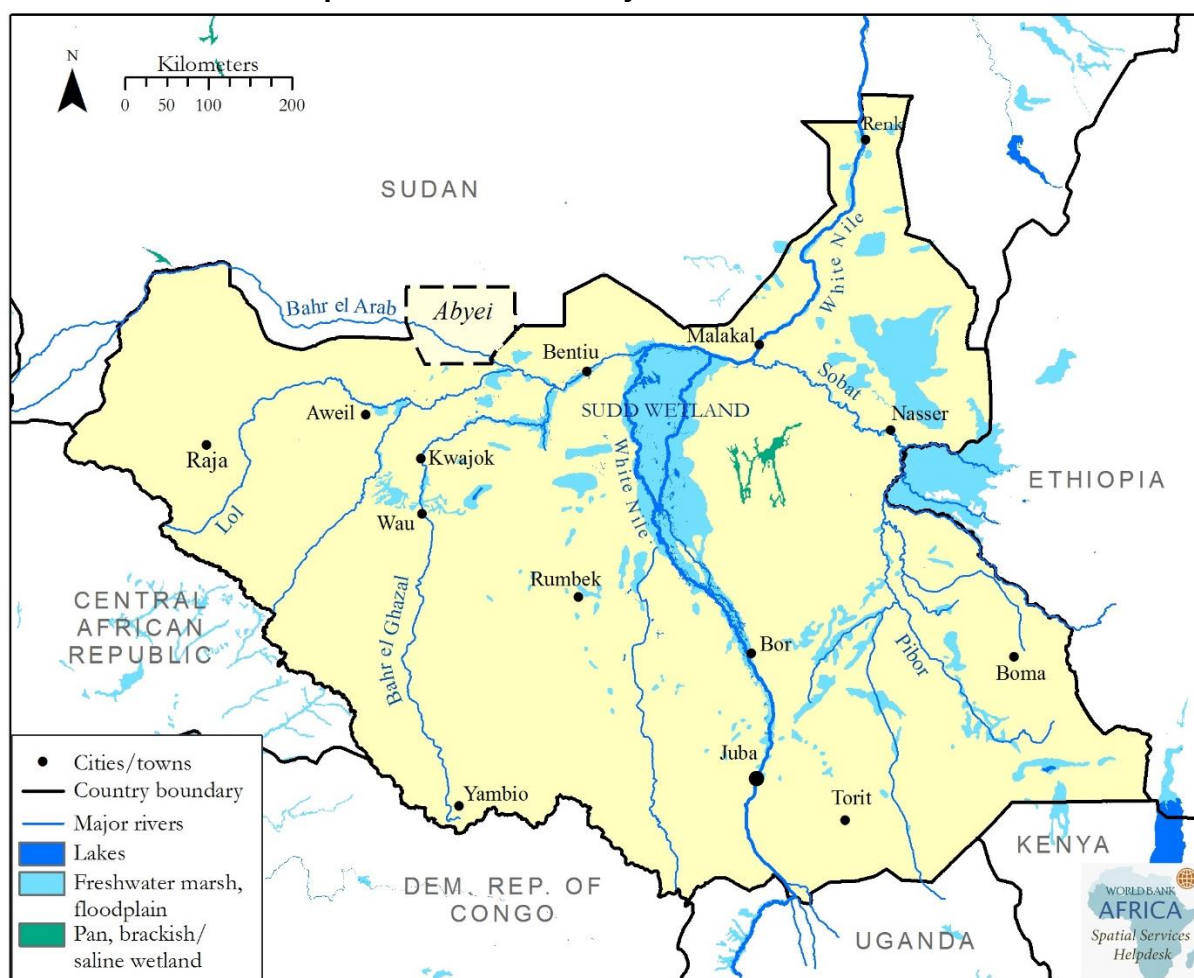 N
Kilometers
0 50 100 200
Renk
SUDAN
White Nile
Bahr el Arab
Abyei
Malakal
Bentiu
Sobat
Aweil
SUDD WETLAND
Nasser
Raja
Kwajok
ETHIOPIA
White Nile
Lol
Wau
Rumbek
CENTRAL
AFRICAN
REPUBLIC
Bahr el Ghazal
Bor
Pibor
Boma
Juba
Yambio
Torit
KENYA
DEM. REP. OF
CONGO
UGANDA
Cities/towns
Country boundary
Major rivers
Lakes
Freshwater marsh,
floodplain
Pan, brackish/
saline wetland
WORLD BANK
AFRICA
Spatial Services
Helpdesk